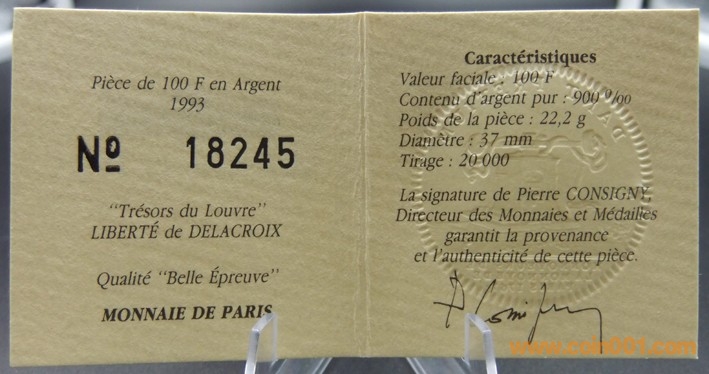 Pièce de 100 F en Argent
1993
Nº 18245
"Trésors du Louvre"
LIBERTÉ de DELACROIX
Qualité "Belle Épreuve"
MONNAIE DE PARIS
Caractéristiques
Valeur faciale : 100 F
Contenu d'argent pur : 900 º/oo
Poids de la pièce : 22,2 g
Diamètre : 37 mm
Tirage : 20 000
La signature de Pierre CONSIGNY,
Directeur des Monnaies et Médailles
garantit la provenance
et l'authenticité de cette pièce.
www.coin001.com